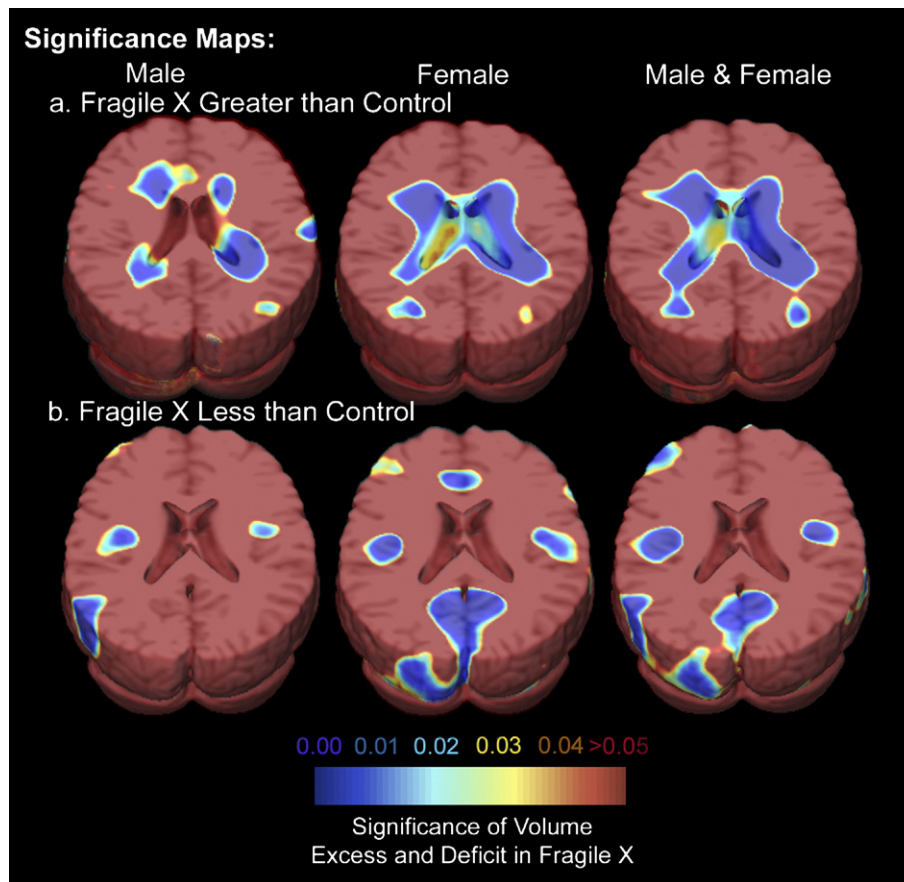 Significance Maps:
Male Female Male & Female
a. Fragile X Greater than Control
b. Fragile X Less than Control
0.00 0.01 0.02 0.03 0.04 >0.05
Significance of Volume
Excess and Deficit in Fragile X